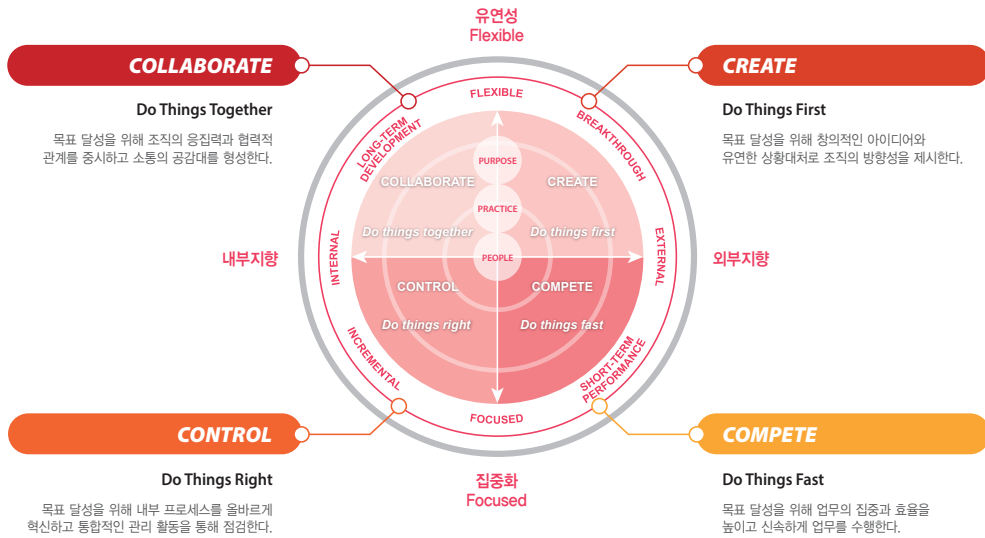 유연성
Flexible
COLLABORATE
Do Things Together
목표 달성을 위해 조직의 응집력과 협력적
관계를 중시하고 소통의 공감대를 형성한다.
CREATE
Do Things First
목표 달성을 위해 창의적인 아이디어와
유연한 상황대처로 조직의 방향성을 제시한다.
내부지향
외부지향
FLEXIBLE
LONG-TERM
DEVELOPMENT
BREAKTHROUGH
INTERNAL
EXTERNAL
INCREMENTAL
SHORT-TERM
PERFORMANCE
FOCUSED
PURPOSE
PRACTICE
PEOPLE
COLLABORATE
Do things together
CREATE
Do things first
CONTROL
Do things right
COMPETE
Do things fast
CONTROL
Do Things Right
목표 달성을 위해 내부 프로세스를 올바르게
혁신하고 통합적인 관리 활동을 통해 점검한다.
집중화
Focused
COMPETE
Do Things Fast
목표 달성을 위해 업무의 집중과 효율을
높이고 신속하게 업무를 수행한다.